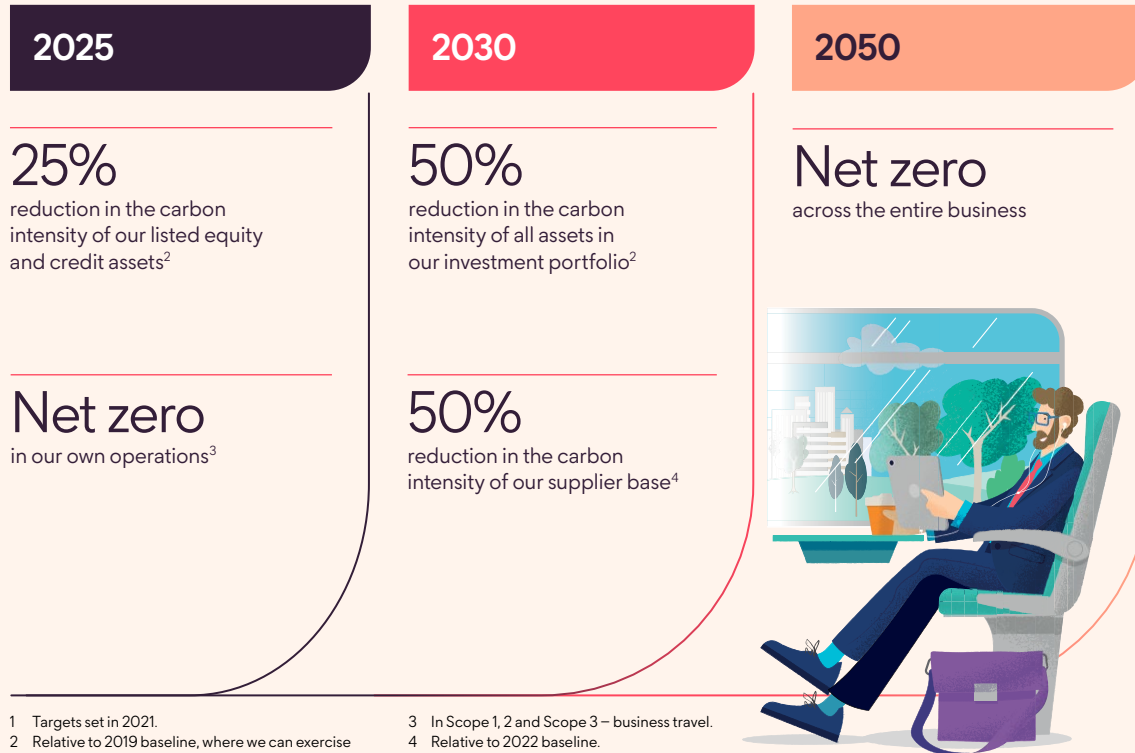 2025
25%
reduction in the carbon
intensity of our listed equity
and credit assets²
Net zero
in our own operations³
2030
50%
reduction in the carbon
intensity of all assets in
our investment portfolio²
50%
reduction in the carbon
intensity of our supplier base⁴
2050
Net zero
across the entire business
1 Targets set in 2021.
2 Relative to 2019 baseline, where we can exercise
3 In Scope 1, 2 and Scope 3 – business travel.
4 Relative to 2022 baseline.